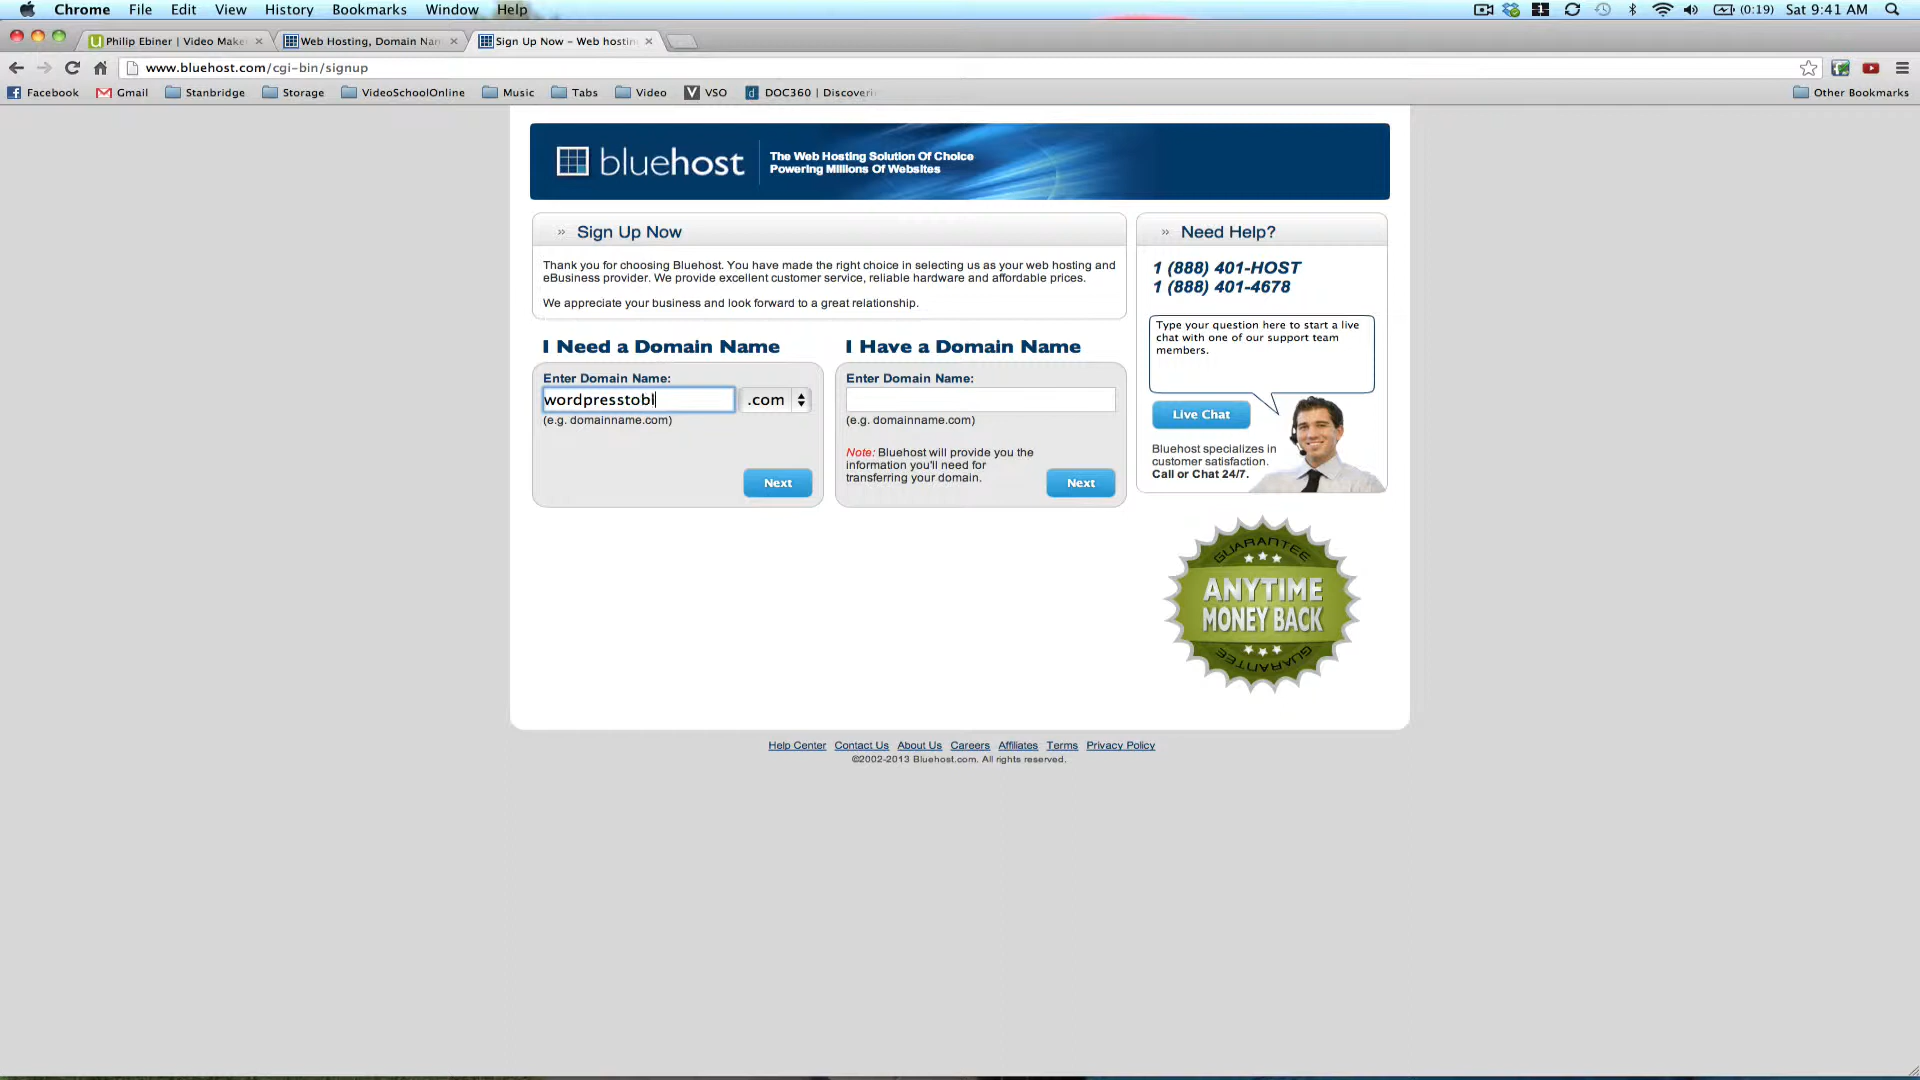 Chrome File Edit View History Bookmarks Window Help
(0:19) Sat 9:41 AM
Philip Ebiner | Video Make
Web Hosting, Domain Nam
Sign Up Now - Web hostin
www.bluehost.com/cgi-bin/signup
Facebook Gmail Stanbridge Storage VideoSchoolOnline Music Tabs Video VSO DOC360 | Discoveri Other Bookmarks
bluehost
The Web Hosting Solution Of Choice
Powering Millions Of Websites
» Sign Up Now
Thank you for choosing Bluehost. You have made the right choice in selecting us as your web hosting and
eBusiness provider. We provide excellent customer service, reliable hardware and affordable prices.
We appreciate your business and look forward to a great relationship.
I Need a Domain Name
Enter Domain Name:
wordpresstobl .com
(e.g. domainname.com)
Next
I Have a Domain Name
Enter Domain Name:
(e.g. domainname.com)
Note: Bluehost will provide you the
information you'll need for
transferring your domain.
Next
» Need Help?
1 (888) 401-HOST
1 (888) 401-4678
Type your question here to start a live
chat with one of our support team
members.
Live Chat
Bluehost specializes in
customer satisfaction.
Call or Chat 24/7.
GUARANTEE
ANYTIME
MONEY BACK
GUARANTEE
Help Center Contact Us About Us Careers Affiliates Terms Privacy Policy
©2002-2013 Bluehost.com. All rights reserved.